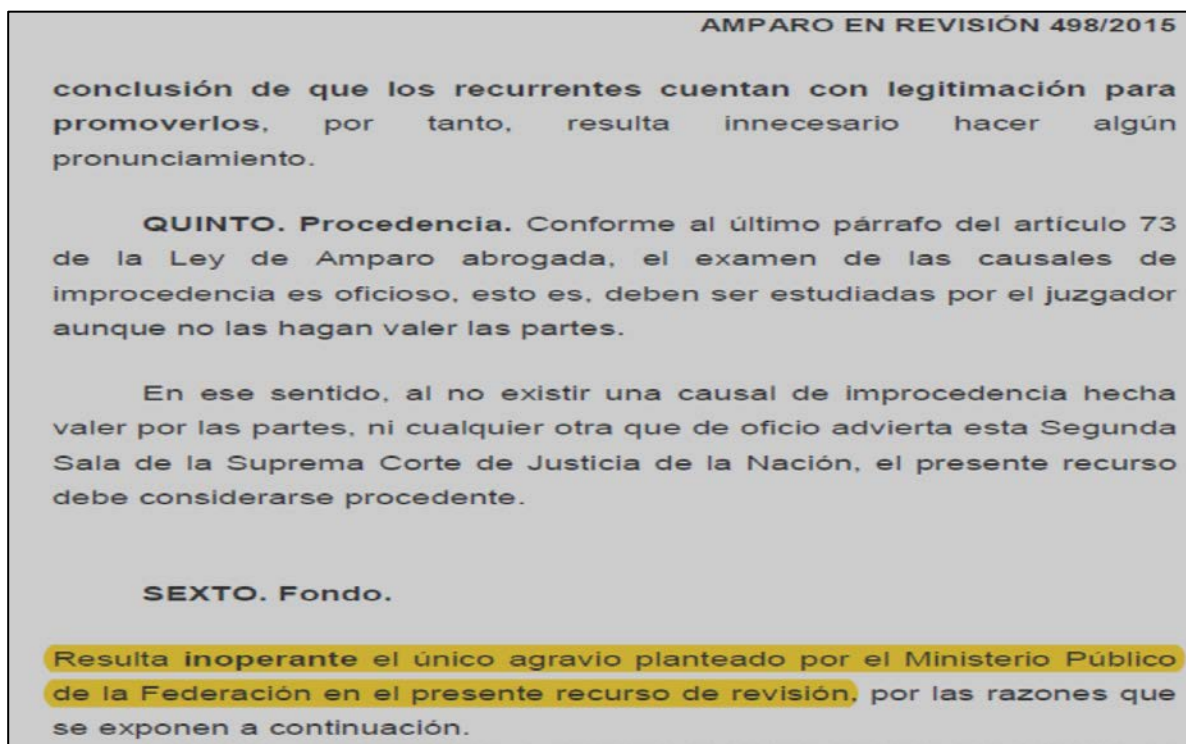 AMPARO EN REVISIÓN 498/2015
conclusión de que los recurrentes cuentan con legitimación para
promoverlos, por tanto, resulta innecesario hacer algún
pronunciamiento.
QUINTO. Procedencia. Conforme al último párrafo del artículo 73
de la Ley de Amparo abrogada, el examen de las causales de
improcedencia es oficioso, esto es, deben ser estudiadas por el juzgador
aunque no las hagan valer las partes.
En ese sentido, al no existir una causal de improcedencia hecha
valer por las partes, ni cualquier otra que de oficio advierta esta Segunda
Sala de la Suprema Corte de Justicia de la Nación, el presente recurso
debe considerarse procedente.
SEXTO. Fondo.
Resulta inoperante el único agravio planteado por el Ministerio Público
de la Federación en el presente recurso de revisión, por las razones que
se exponen a continuación.